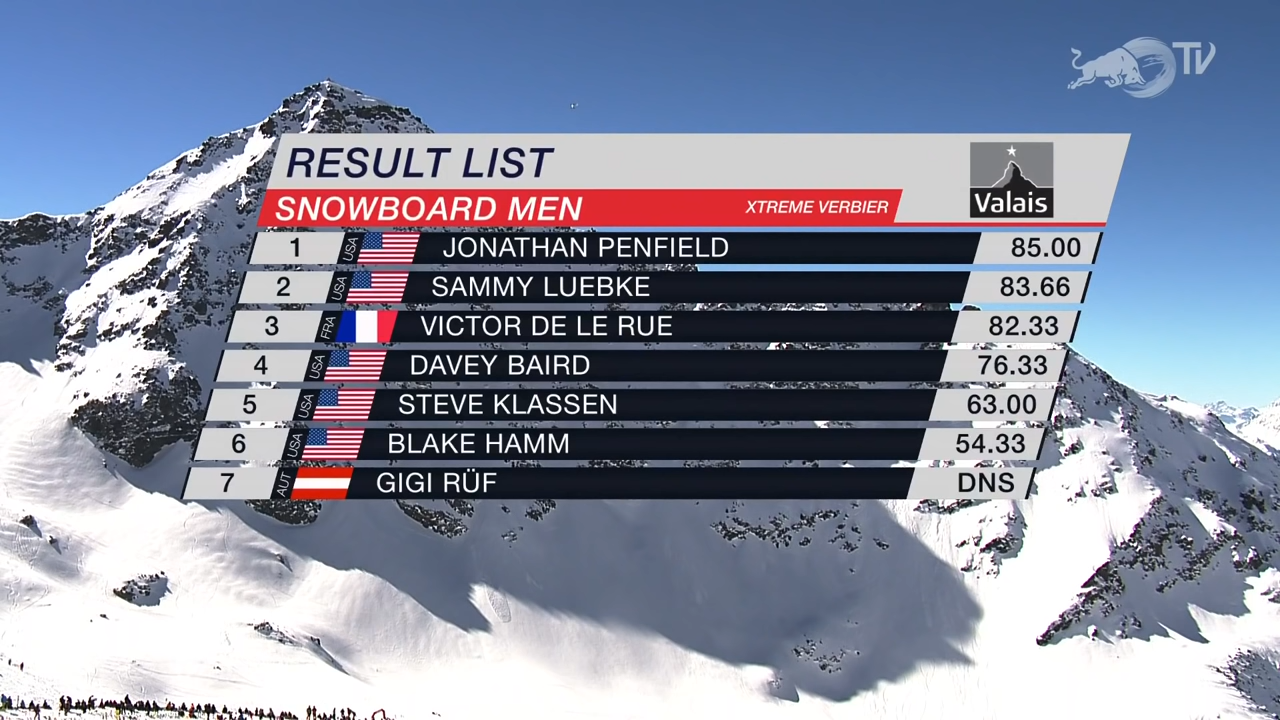 TV
RESULT LIST
Valais
SNOWBOARD MEN XTREME VERBIER
1 USA JONATHAN PENFIELD 85.00
2 USA SAMMY LUEBKE 83.66
3 FRA VICTOR DE LE RUE 82.33
4 USA DAVEY BAIRD 76.33
5 USA STEVE KLASSEN 63.00
6 USA BLAKE HAMM 54.33
7 AUT GIGI RÜF DNS